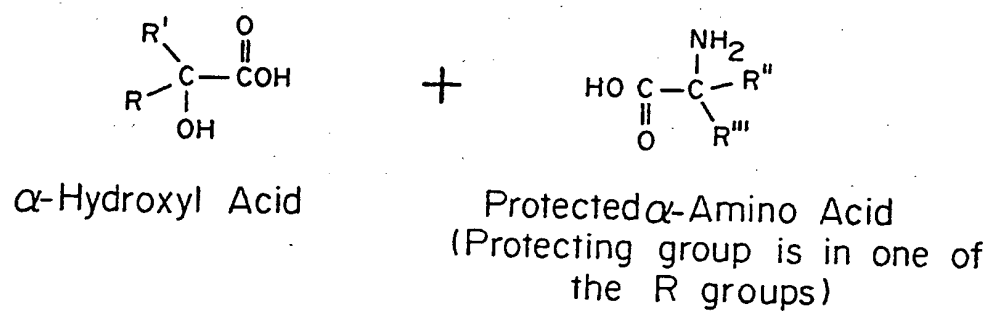 R' O
C—COH
R OH
+
NH2
HO C—C—R"
O R'''
α-Hydroxyl Acid
Protected α-Amino Acid
(Protecting group is in one of
the R groups)